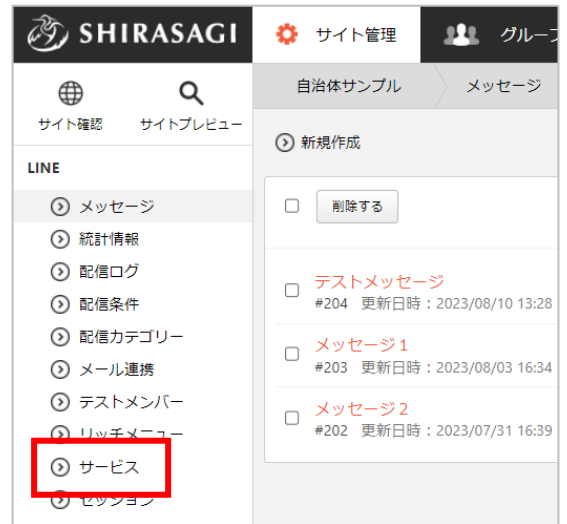 SHIRASAGI
サイト管理
グループ
サイト確認
サイトプレビュー
自治体サンプル
メッセージ
新規作成
LINE
メッセージ
統計情報
配信ログ
配信条件
配信カテゴリー
メール連携
テストメンバー
リッチメニュー
サービス
セッション
削除する
テストメッセージ
#204 更新日時:2023/08/10 13:28
メッセージ1
#203 更新日時:2023/08/03 16:34
メッセージ2
#202 更新日時:2023/07/31 16:39